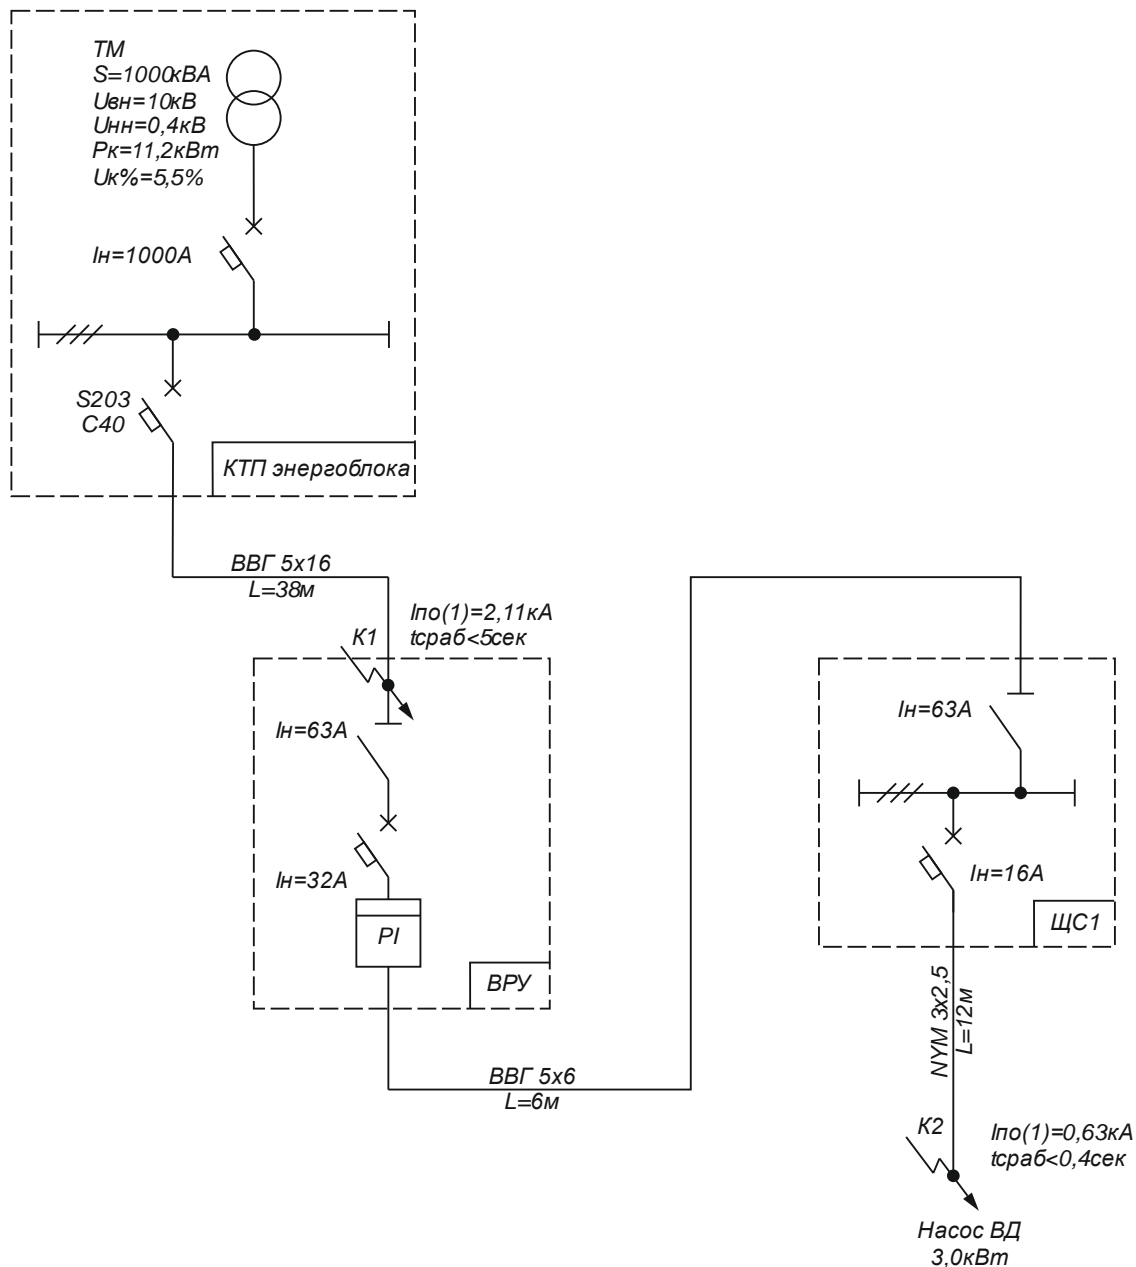 ТМ
S=1000кВА
Uвн=10кВ
Uнн=0,4кВ
Рк=11,2кВт
Uк%=5,5%
Iн=1000А
S203
С40
КТП энергоблока
ВВГ 5х16
L=38м
К1
Iпо(1)=2,11кА
tсраб<5сек
Iн=63А
Iн=32А
PI
ВРУ
ВВГ 5х6
L=6м
Iн=63А
Iн=16А
ЩС1
NYM 3х2,5
L=12м
К2
Iпо(1)=0,63кА
tсраб<0,4сек
Насос ВД
3,0кВт